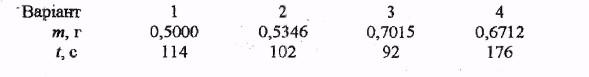 Варіант 1 2 3 4
m, г 0,5000 0,5346 0,7015 0,6712
t, с 114 102 92 176